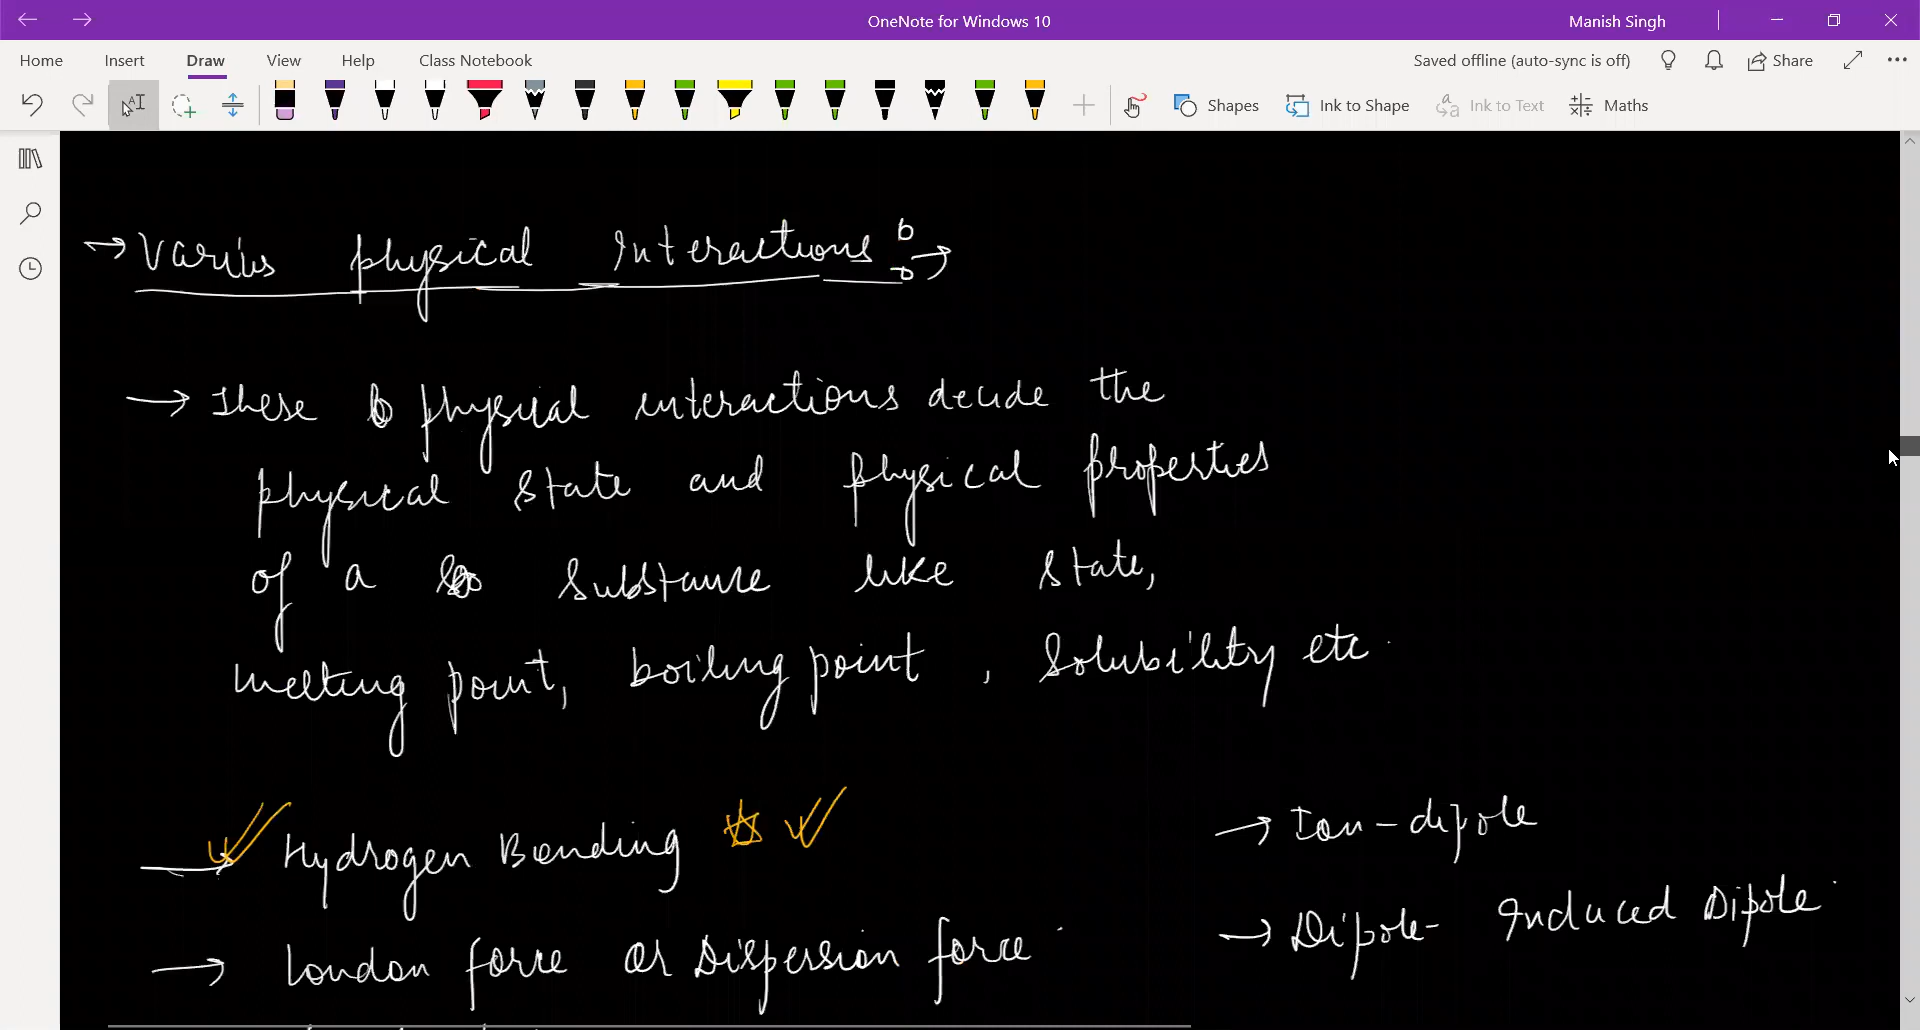 OneNote for Windows 10
Manish Singh
Home Insert Draw View Help Class Notebook
Saved offline (auto-sync is off) Share
Shapes Ink to Shape Ink to Text Maths
→ Varius physical Interactions :→
→ These physical interactions decide the
physical state and physical properties
of a substance like state,
melting point, boiling point, solubility etc.
→ Hydrogen Bonding
→ Ion-dipole
→ London force or Dispersion force.
→ Dipole- Induced Dipole.